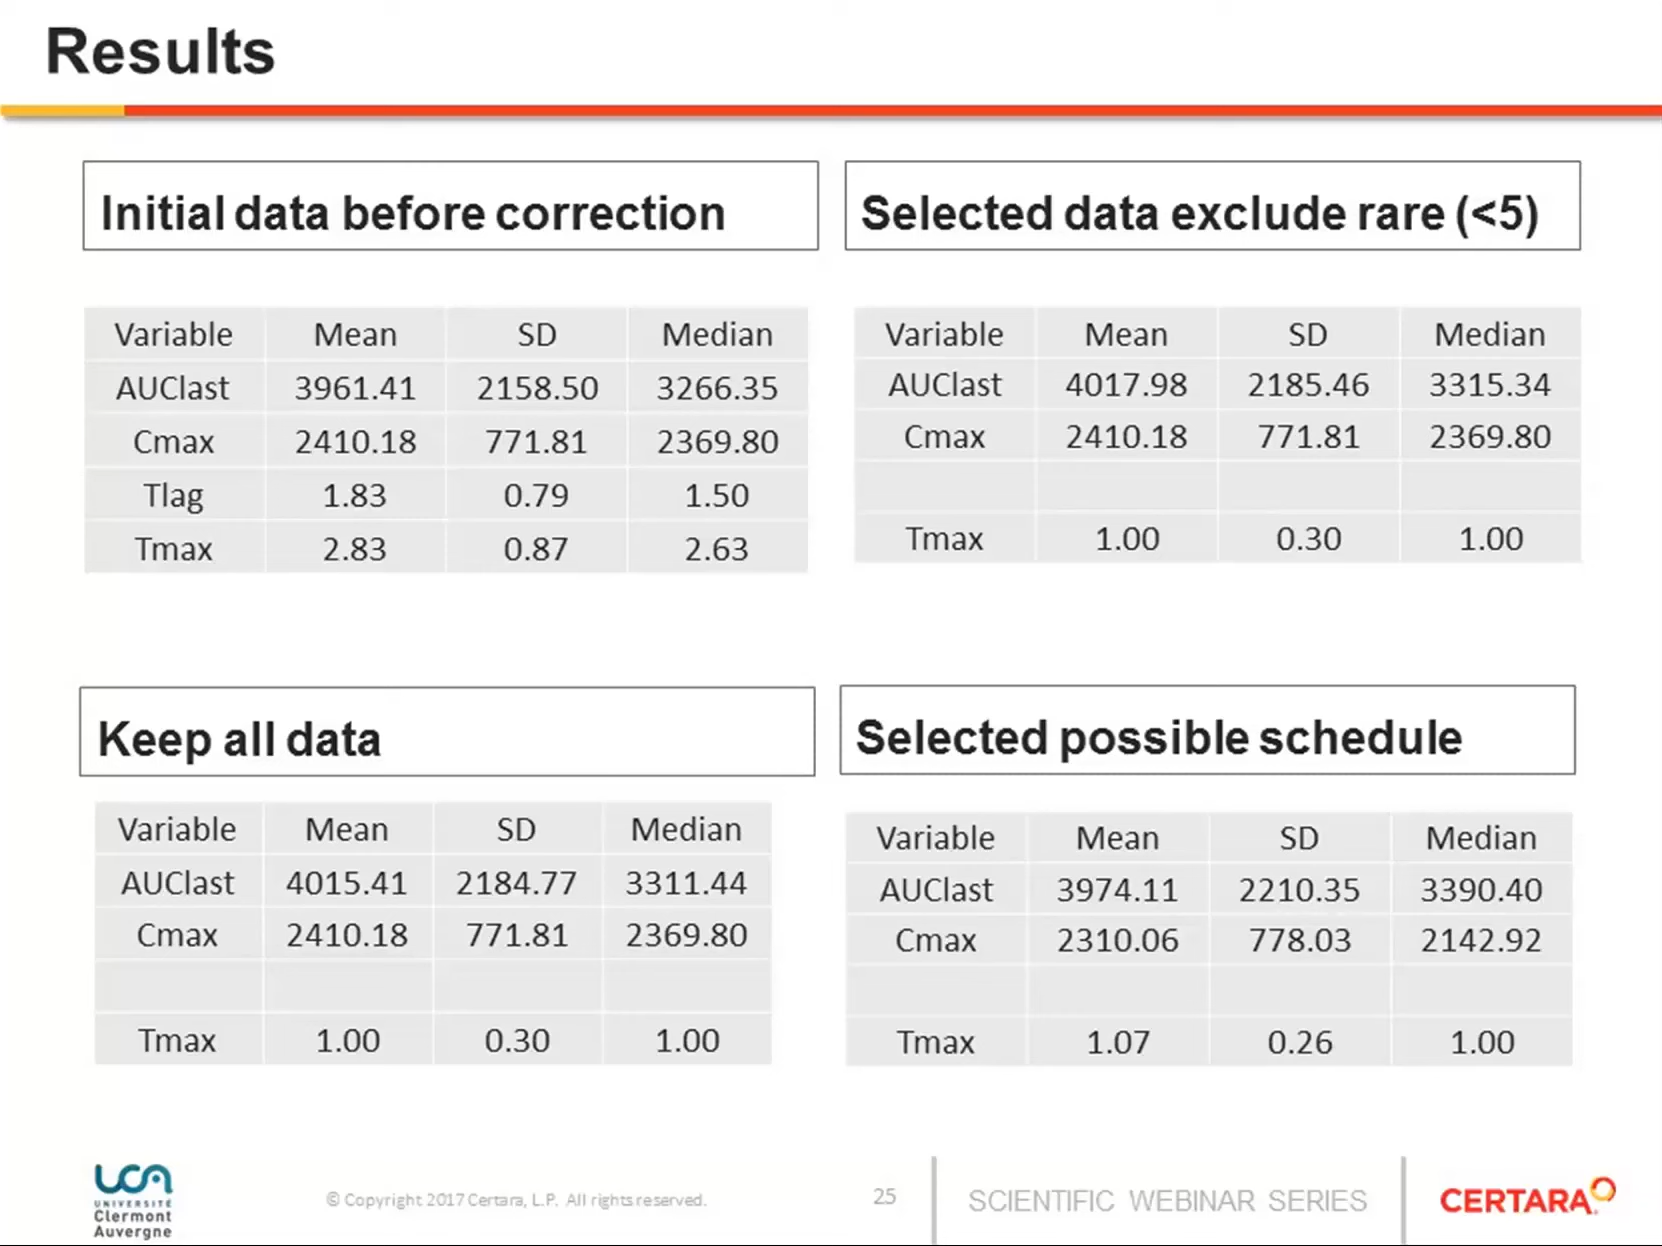 Results
Initial data before correction
Variable Mean SD Median
AUClast 3961.41 2158.50 3266.35
Cmax 2410.18 771.81 2369.80
Tlag 1.83 0.79 1.50
Tmax 2.83 0.87 2.63
Selected data exclude rare (<5)
Variable Mean SD Median
AUClast 4017.98 2185.46 3315.34
Cmax 2410.18 771.81 2369.80
Tmax 1.00 0.30 1.00
Keep all data
Variable Mean SD Median
AUClast 4015.41 2184.77 3311.44
Cmax 2410.18 771.81 2369.80
Tmax 1.00 0.30 1.00
Selected possible schedule
Variable Mean SD Median
AUClast 3974.11 2210.35 3390.40
Cmax 2310.06 778.03 2142.92
Tmax 1.07 0.26 1.00
UCA
UNIVERSITÉ
Clermont
Auvergne
© Copyright 2017 Certara, L.P. All rights reserved.
25
SCIENTIFIC WEBINAR SERIES
CERTARA